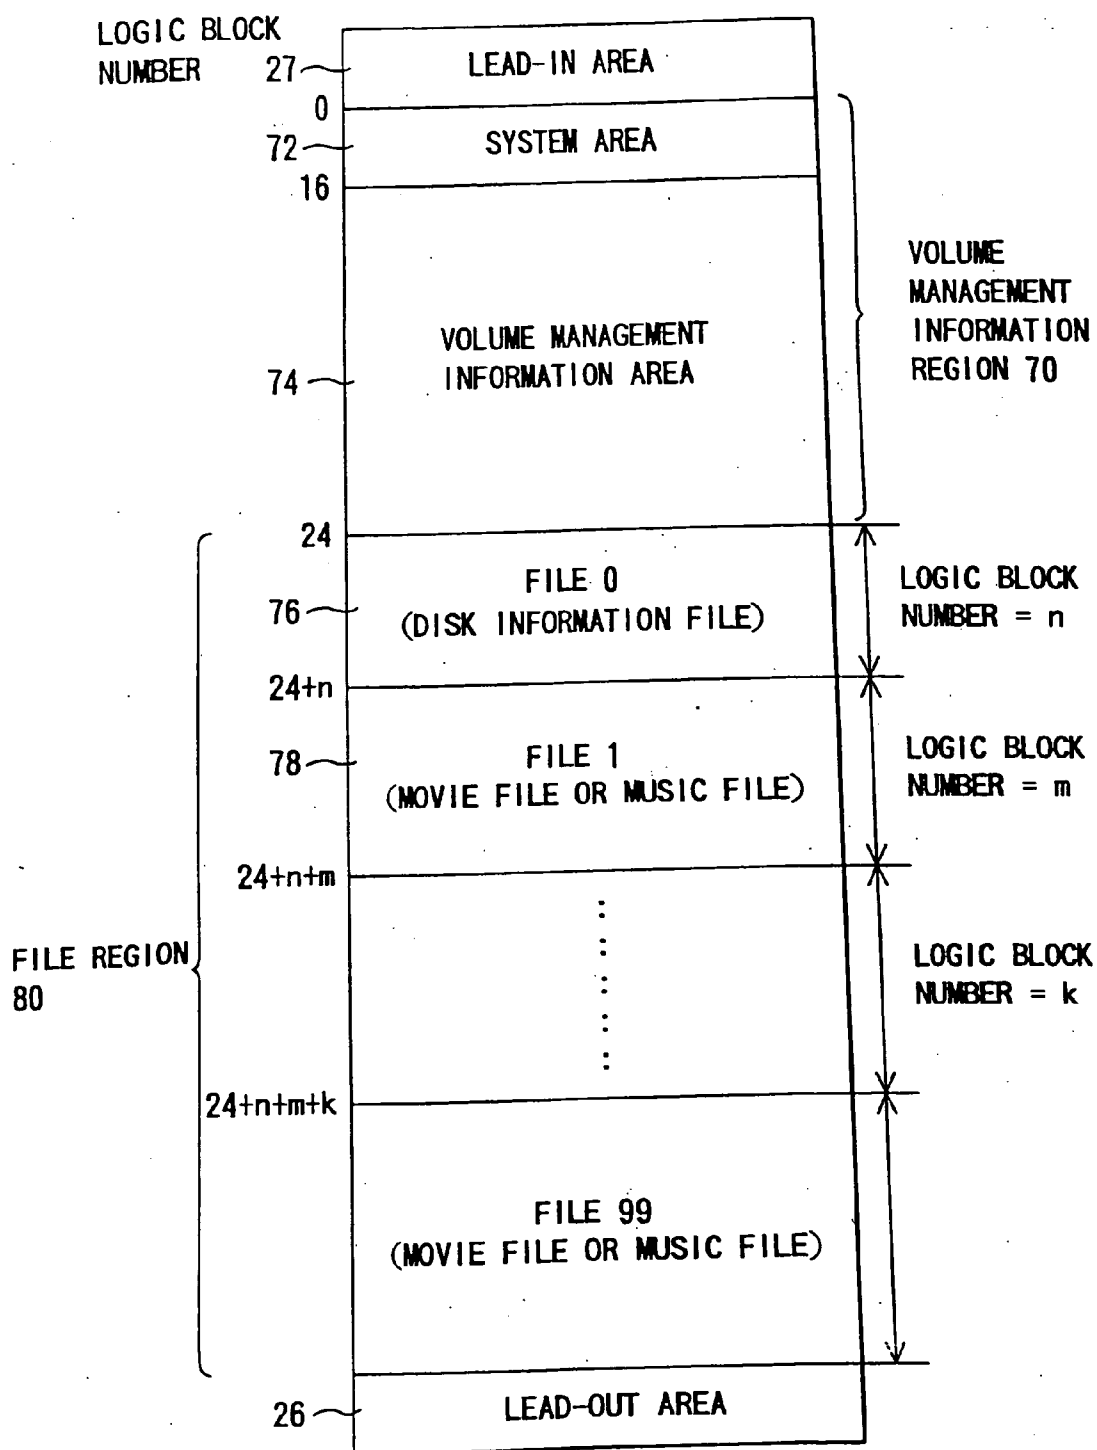 LOGIC BLOCK
NUMBER
27
LEAD-IN AREA
0
72
SYSTEM AREA
16
VOLUME
MANAGEMENT
INFORMATION
REGION 70
VOLUME MANAGEMENT
INFORMATION AREA
74
24
FILE 0
(DISK INFORMATION FILE)
76
LOGIC BLOCK
NUMBER = n
24+n
78
FILE 1
(MOVIE FILE OR MUSIC FILE)
LOGIC BLOCK
NUMBER = m
24+n+m
FILE REGION
80
LOGIC BLOCK
NUMBER = k
24+n+m+k
FILE 99
(MOVIE FILE OR MUSIC FILE)
26
LEAD-OUT AREA